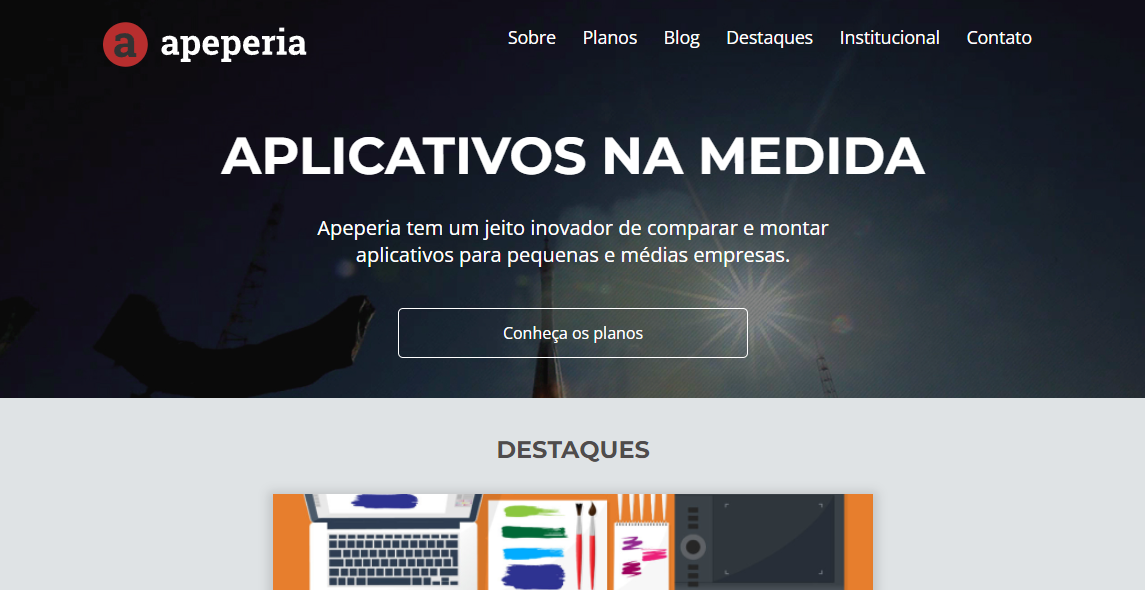 a apeperia
Sobre Planos Blog Destaques Institucional Contato
APLICATIVOS NA MEDIDA
Apeperia tem um jeito inovador de comparar e montar
aplicativos para pequenas e médias empresas.
Conheça os planos
DESTAQUES